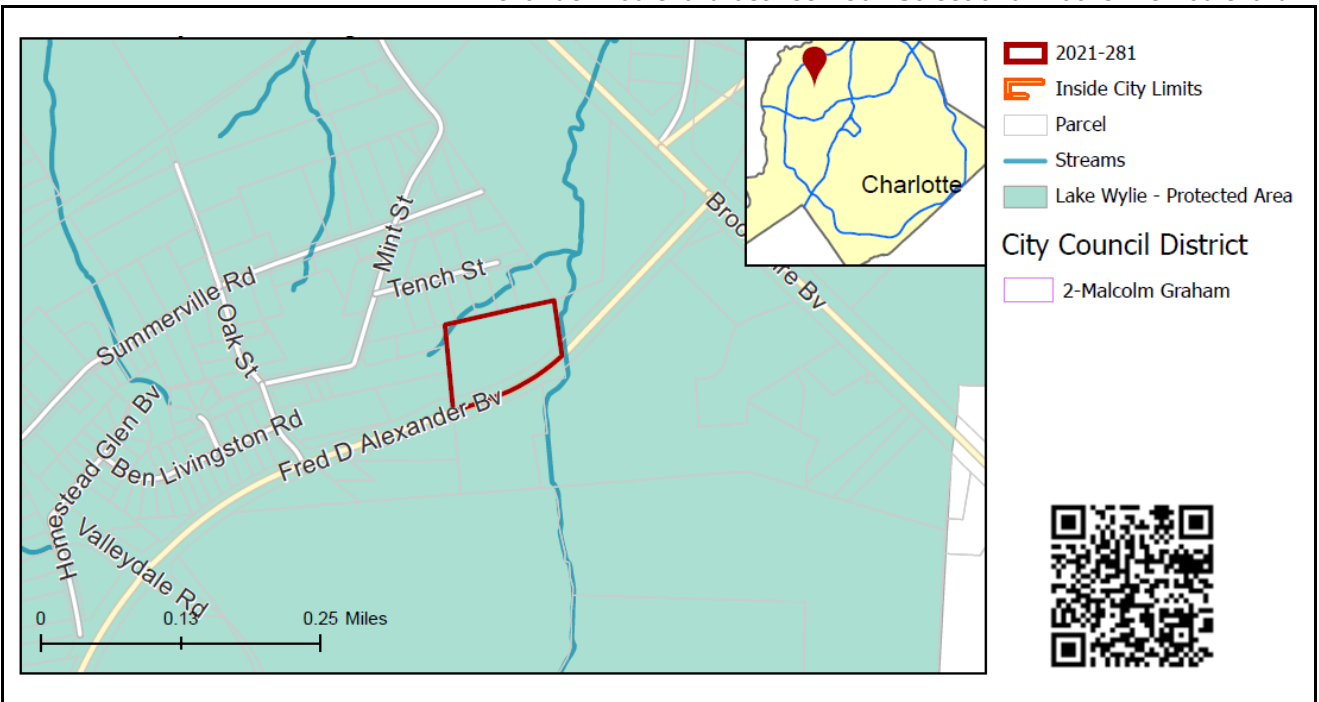 2021-281
Inside City Limits
Parcel
Streams
Lake Wylie - Protected Area
City Council District
2-Malcolm Graham
Charlotte
Mint St
Tench St
Summerville Rd
Oak St
Fred D Alexander Bv
Ben Livingston Rd
Homestead Glen Bv
Valleydale Rd
0 0.13 0.25 Miles